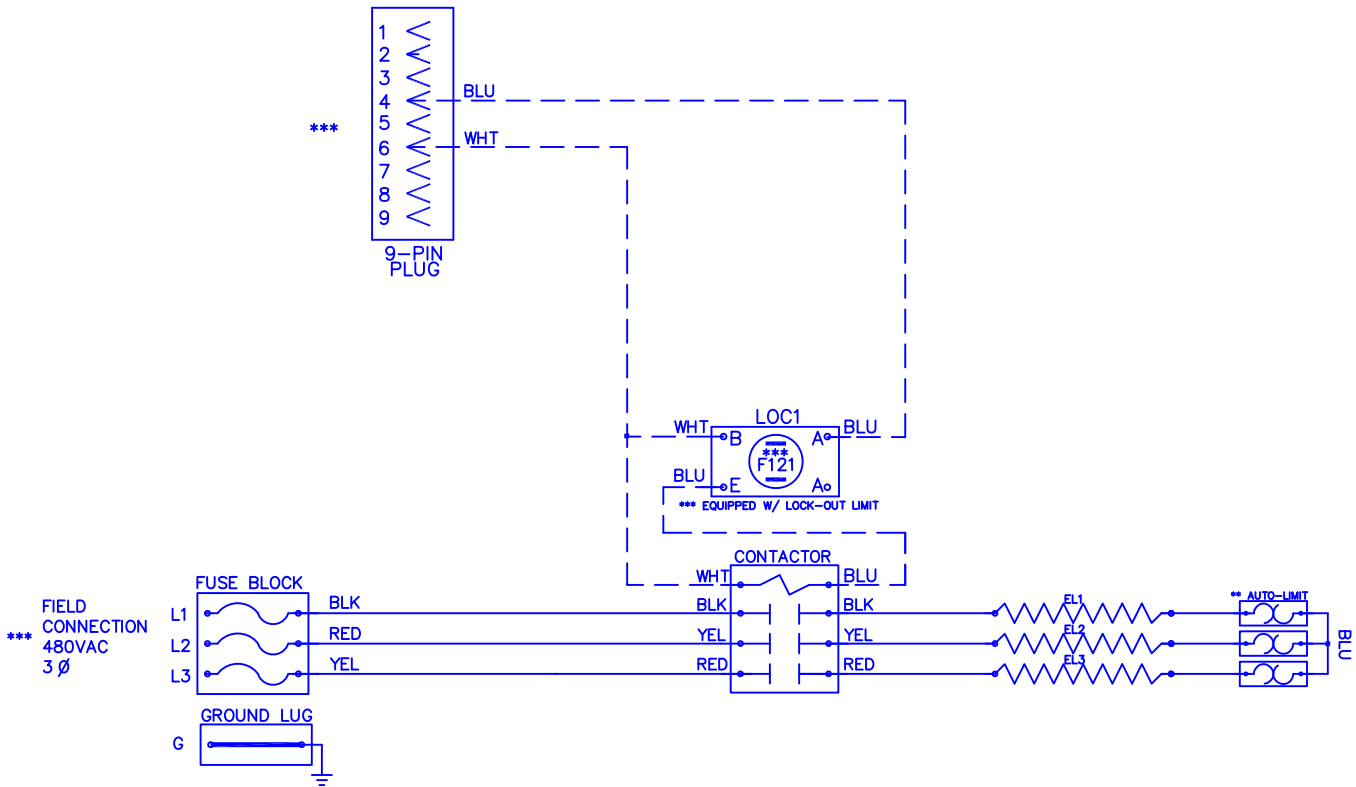 1
2
3
4
5
6
7
8
9
BLU
WHT
***
9-PIN
PLUG
LOC1
WHT
B
A
BLU
***
F121
BLU
E
A
*** EQUIPPED W/ LOCK-OUT LIMIT
CONTACTOR
WHT
BLU
FUSE BLOCK
FIELD
CONNECTION
*** 480VAC
3 Ø
L1
BLK
BLK
BLK
EL1
** AUTO-LIMIT
L2
RED
YEL
YEL
EL2
L3
YEL
RED
RED
EL3
BLU
GROUND LUG
G